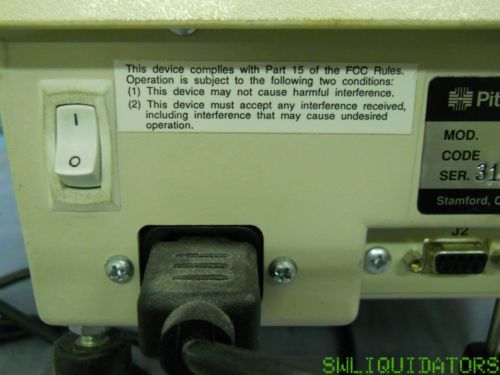 This device complies with Part 15 of the FCC Rules.
Operation is subject to the following two conditions:
(1) This device may not cause harmful interference.
(2) This device must accept any interference received,
including interference that may cause undesired
operation.
I
O
Pit
MOD.
CODE
SER. 31
Stamford, C
J2
SWLIQUIDATORS